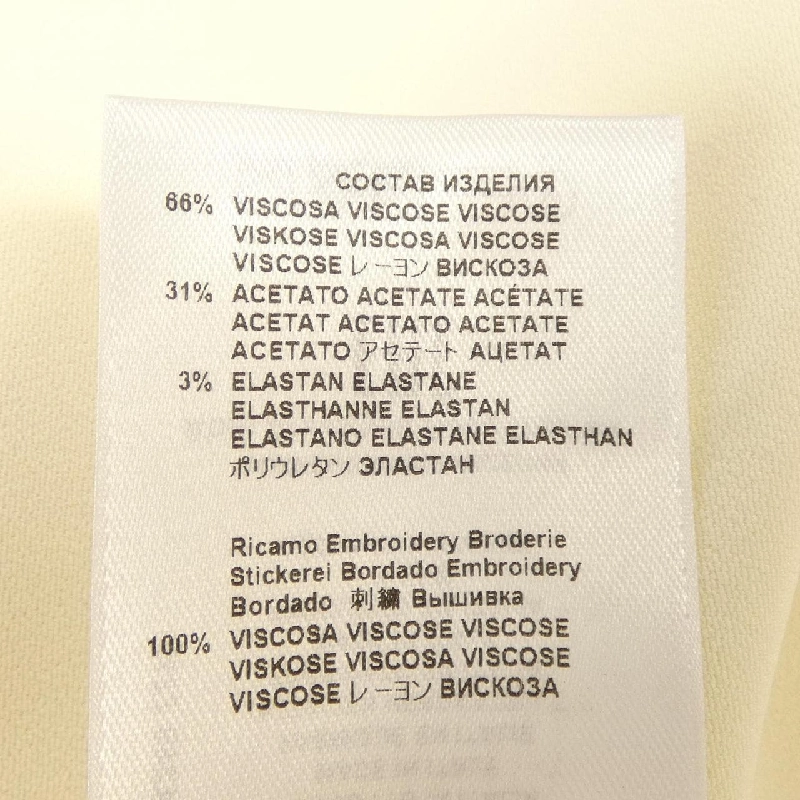 СОСТАВ ИЗДЕЛИЯ
66% VISCOSA VISCOSE VISCOSE
VISKOSE VISCOSA VISCOSE
VISCOSE レーヨン ВИСКОЗА
31% ACETATO ACETATE ACÉTATE
ACETAT ACETATO ACETATE
ACETATO アセテート АЦЕТАТ
3% ELASTAN ELASTANE
ELASTHANNE ELASTAN
ELASTANO ELASTANE ELASTHAN
ポリウレタン ЭЛАСТАН
Ricamo Embroidery Broderie
Stickerei Bordado Embroidery
Bordado 刺繍 Вышивка
100% VISCOSA VISCOSE VISCOSE
VISKOSE VISCOSA VISCOSE
VISCOSE レーヨン ВИСКОЗА